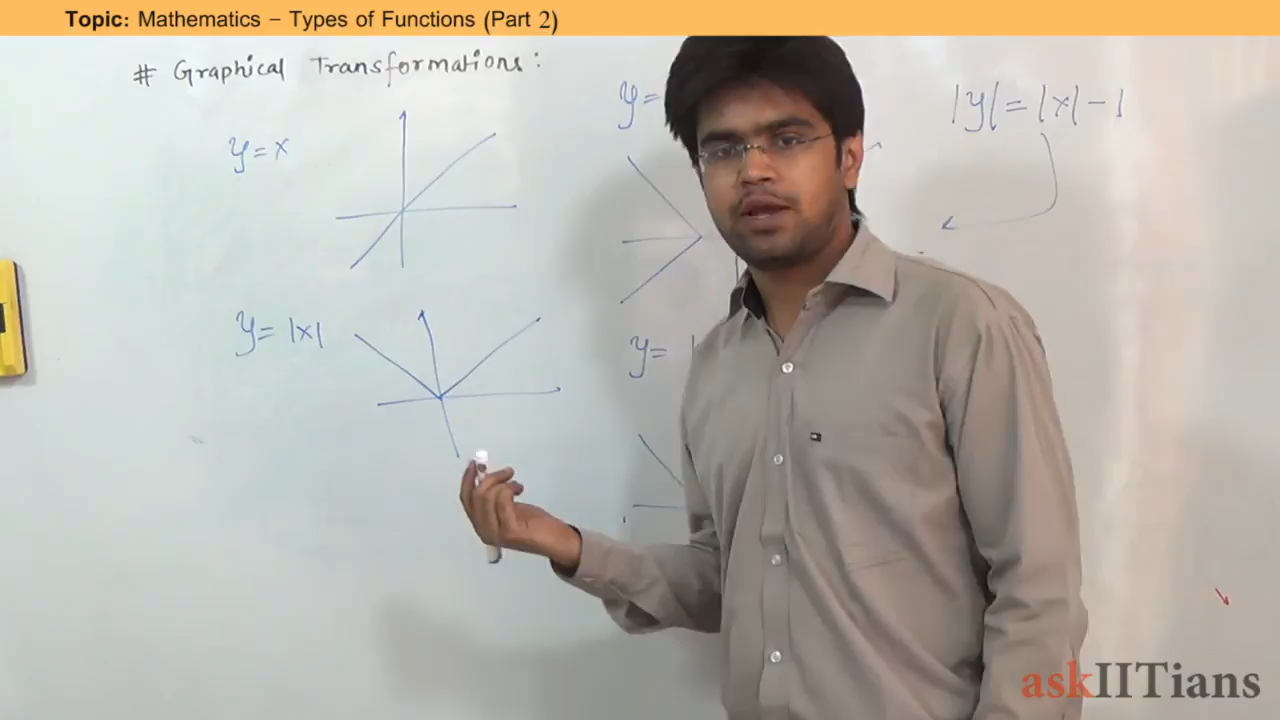 Topic: Mathematics – Types of Functions (Part 2)
# Graphical Transformations:
y = x
y =
|y| = |x| - 1
y = |x|
y = |
askIITians